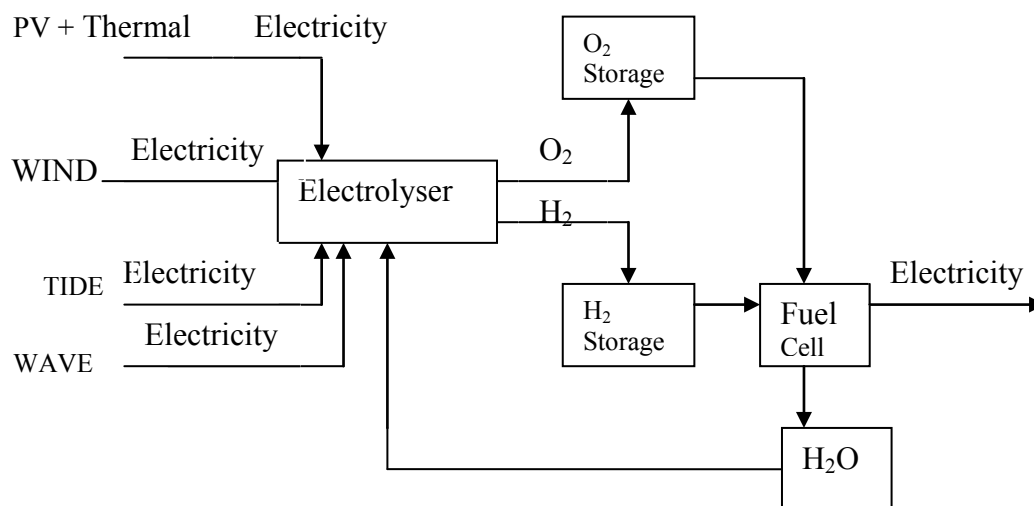 PV + Thermal Electricity
O₂
Storage
WIND Electricity
Electrolyser
O₂
H₂
TIDE Electricity
WAVE Electricity
H₂
Storage
Fuel
Cell
Electricity
H₂O